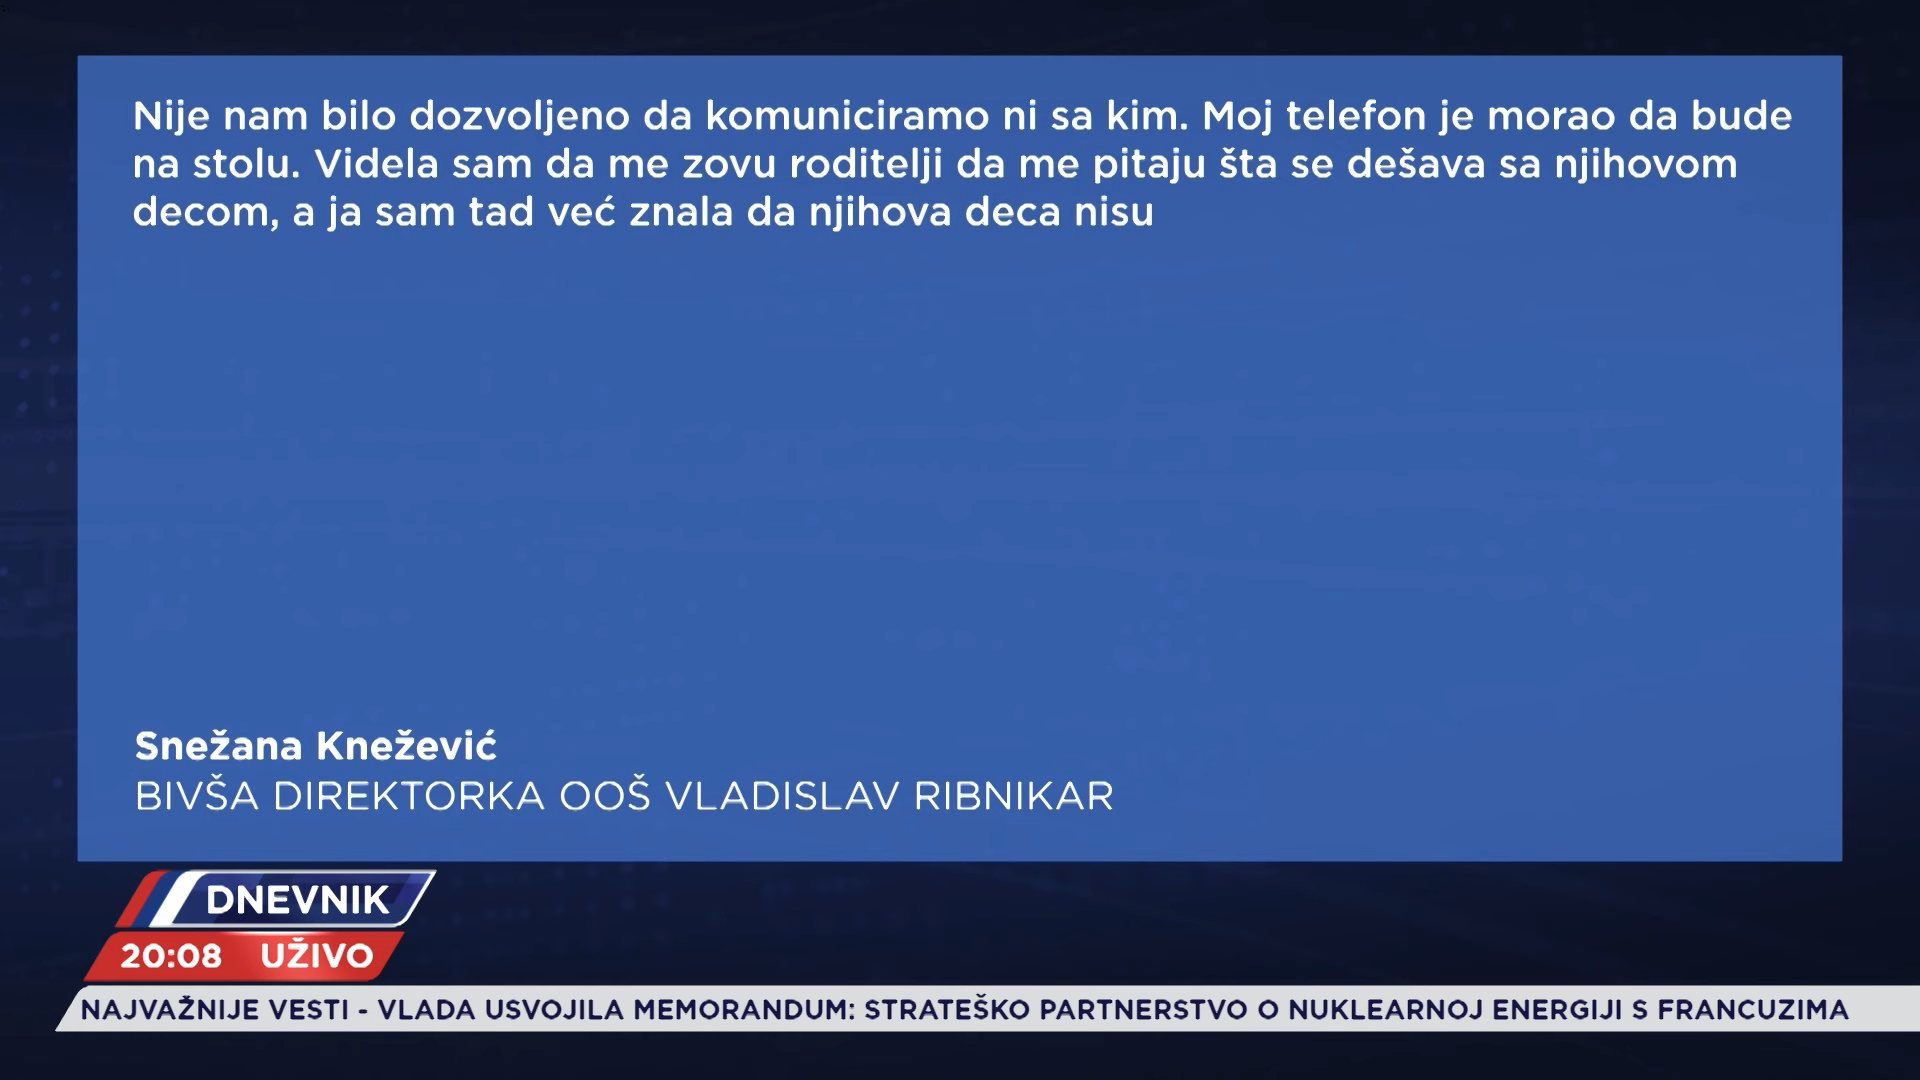 Nije nam bilo dozvoljeno da komuniciramo ni sa kim. Moj telefon je morao da bude
na stolu. Videla sam da me zovu roditelji da me pitaju šta se dešava sa njihovom
decom, a ja sam tad već znala da njihova deca nisu
Snežana Knežević
BIVŠA DIREKTORKA OOŠ VLADISLAV RIBNIKAR
DNEVNIK
20:08 UŽIVO
NAJVAŽNIJE VESTI - VLADA USVOJILA MEMORANDUM: STRATEŠKO PARTNERSTVO O NUKLEARNOJ ENERGIJI S FRANCUZIMA